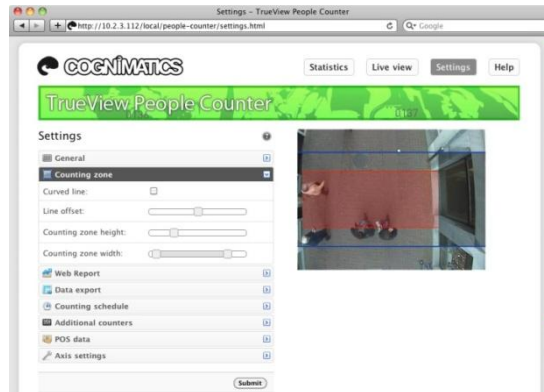 Settings – TrueView People Counter
http://10.2.3.112/local/people-counter/settings.html
Google
COGNIMATICS
Statistics
Live view
Settings
Help
TrueView People Counter
Settings
General
Counting zone
Curved line:
Line offset:
Counting zone height:
Counting zone width:
Web Report
Data export
Counting schedule
Additional counters
POS data
Axis settings
Submit